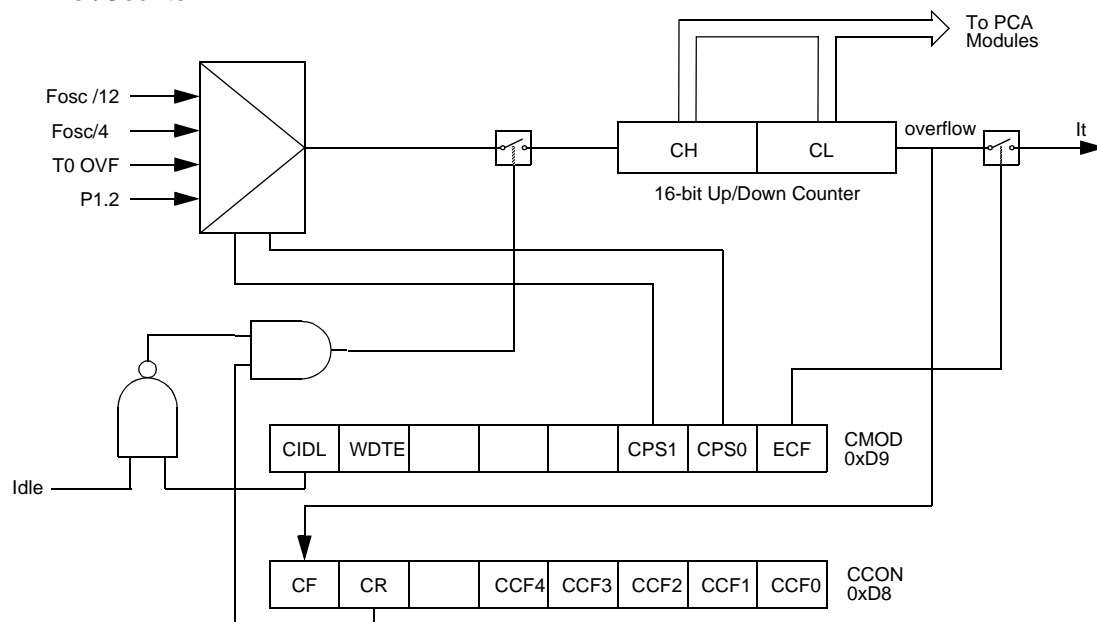 To PCA
Modules
Fosc /12
Fosc/4
T0 OVF
P1.2
overflow
It
CH
CL
16-bit Up/Down Counter
CIDL
WDTE
CPS1
CPS0
ECF
CMOD
0xD9
Idle
CF
CR
CCF4
CCF3
CCF2
CCF1
CCF0
CCON
0xD8